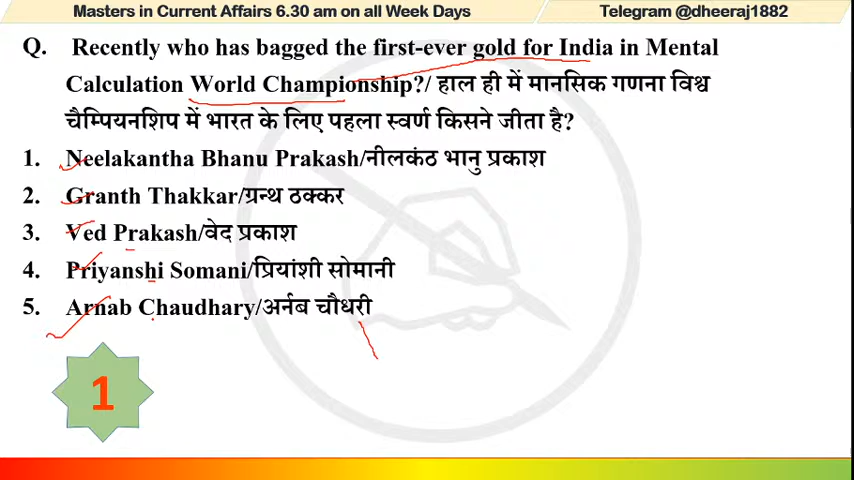 Masters in Current Affairs 6.30 am on all Week Days
Telegram @dheeraj1882
Q. Recently who has bagged the first-ever gold for India in Mental
Calculation World Championship?/ हाल ही में मानसिक गणना विश्व
चैम्पियनशिप में भारत के लिए पहला स्वर्ण किसने जीता है?
1. Neelakantha Bhanu Prakash/नीलकंठ भानु प्रकाश
2. Granth Thakkar/ग्रन्थ ठक्कर
3. Ved Prakash/वेद प्रकाश
4. Priyanshi Somani/प्रियांशी सोमानी
5. Arnab Chaudhary/अर्नब चौधरी
1